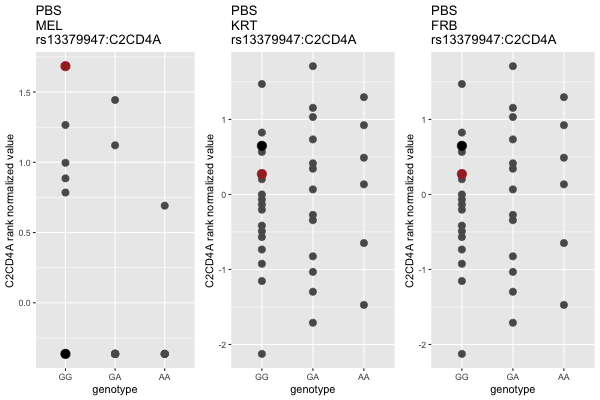 PBS
MEL
rs13379947:C2CD4A
C2CD4A rank normalized value
1.5
1.0
0.5
0.0
GG
GA
AA
genotype
PBS
KRT
rs13379947:C2CD4A
C2CD4A rank normalized value
1
0
-1
-2
GG
GA
AA
genotype
PBS
FRB
rs13379947:C2CD4A
C2CD4A rank normalized value
1
0
-1
-2
GG
GA
AA
genotype